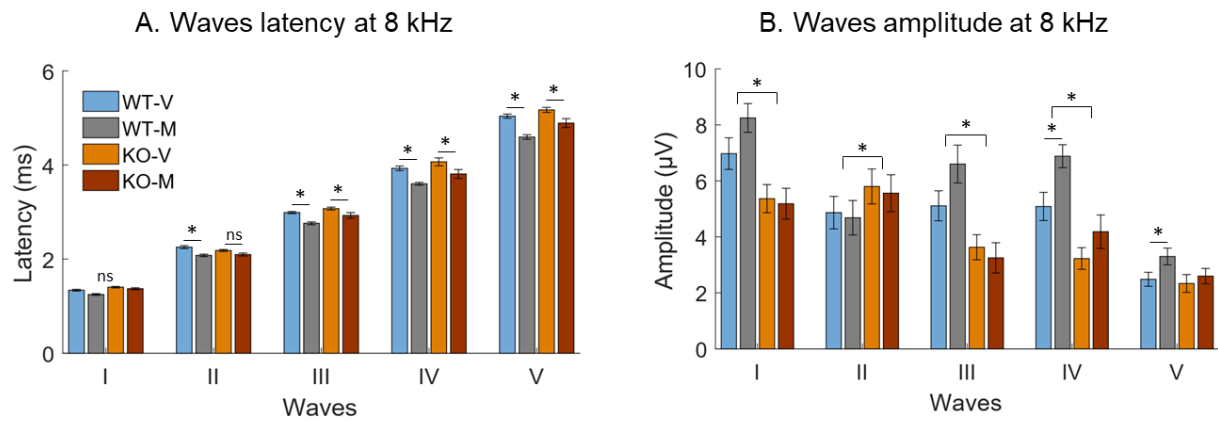 A. Waves latency at 8 kHz
Latency (ms)
6
4
2
0
WT-V
WT-M
KO-V
KO-M
ns
*
ns
* *
* *
* *
I II III IV V
Waves
B. Waves amplitude at 8 kHz
Amplitude (µV)
10
8
6
4
2
0
*
*
*
*
*
*
I II III IV V
Waves